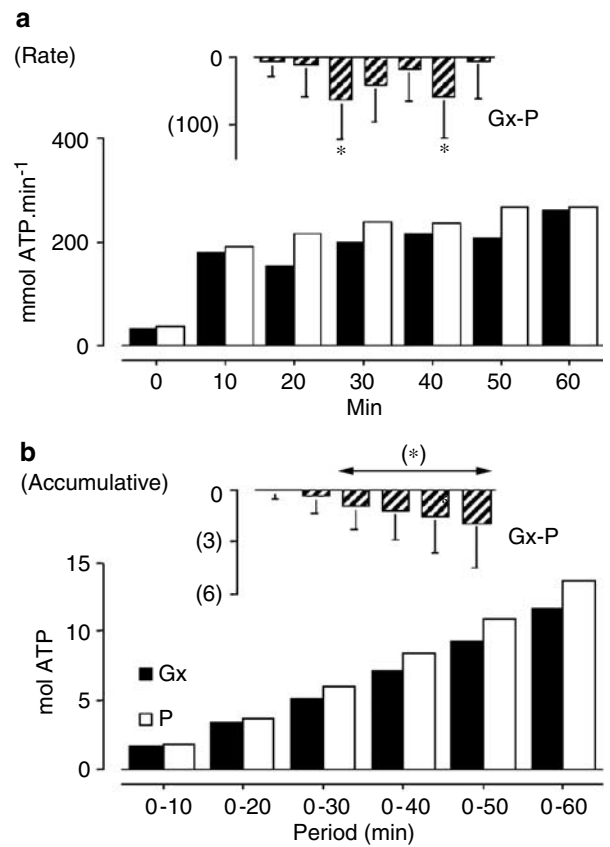 a
(Rate)
0
(100)
Gx-P
* *
400
200
0
mmol ATP.min⁻¹
0 10 20 30 40 50 60
Min
b
(Accumulative)
(*)
0
(3)
(6)
Gx-P
15
10
5
0
mol ATP
Gx
P
0-10 0-20 0-30 0-40 0-50 0-60
Period (min)